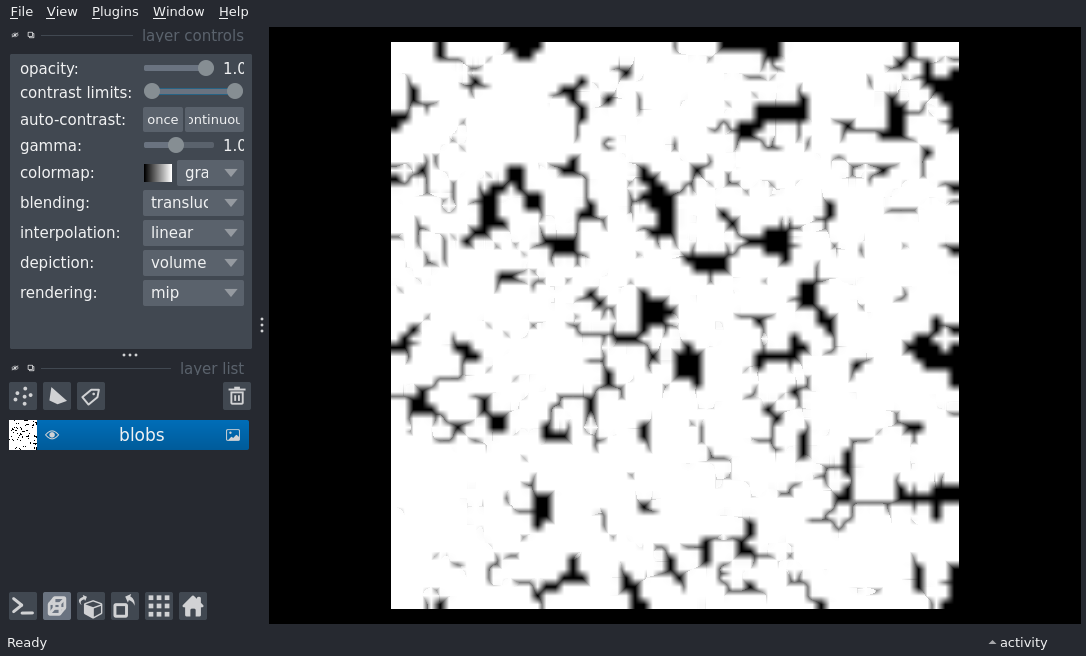 File View Plugins Window Help
layer controls
opacity: 1.0
contrast limits:
auto-contrast: once ontinuou
gamma: 1.0
colormap: gra
blending: transluc
interpolation: linear
depiction: volume
rendering: mip
layer list
blobs
Ready
activity